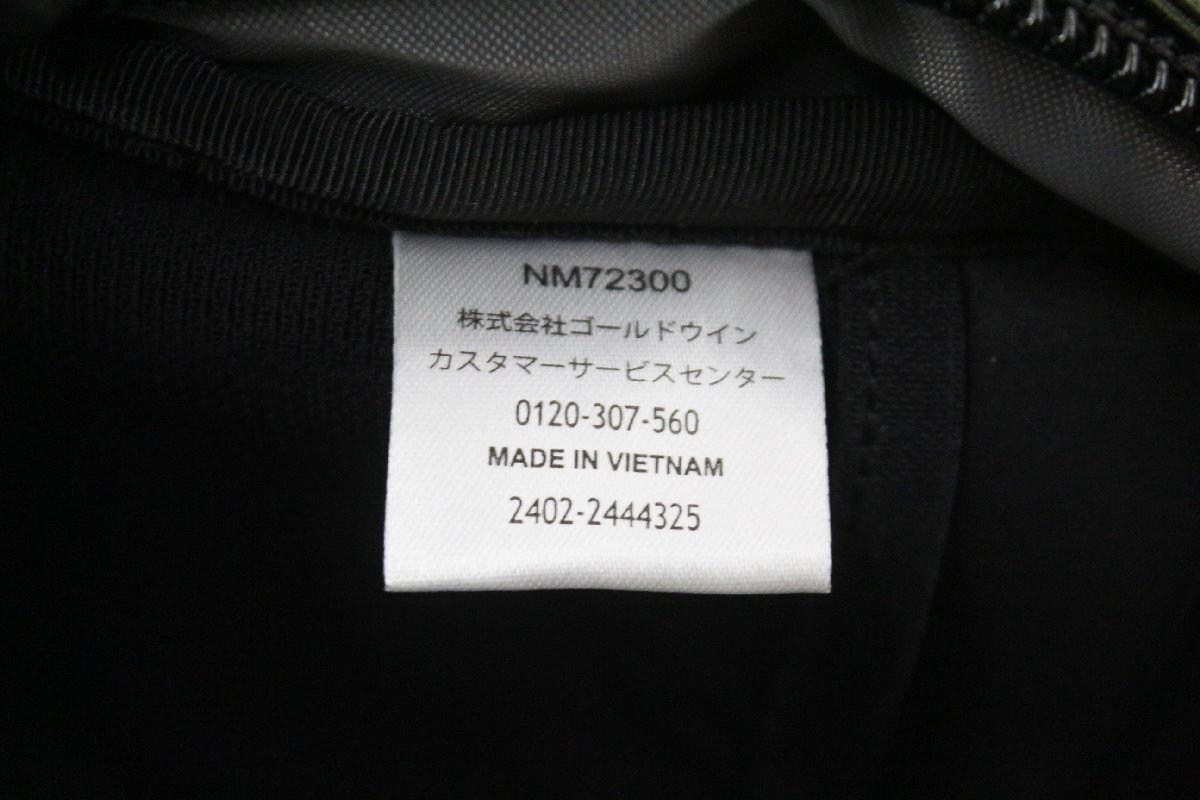 NM72300
株式会社ゴールドウイン
カスタマーサービスセンター
0120-307-560
MADE IN VIETNAM
2402-2444325